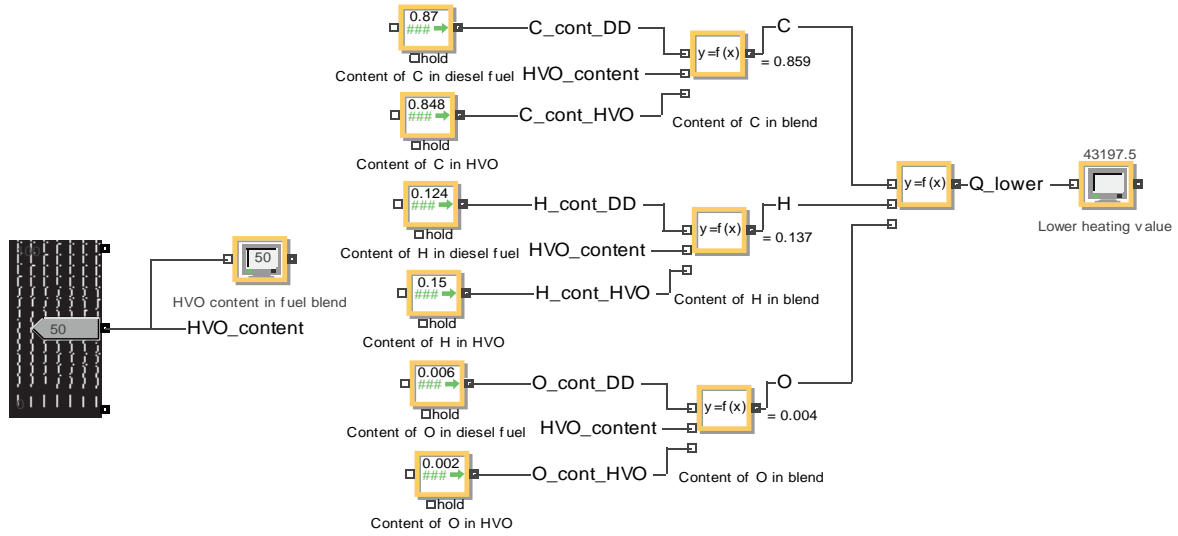 0.87
###
hold
Content of C in diesel fuel
C_cont_DD
HVO_content
0.848
###
hold
Content of C in HVO
C_cont_HVO
y=f(x)
= 0.859
Content of C in blend
C
0.124
###
hold
Content of H in diesel fuel
H_cont_DD
HVO_content
0.15
###
hold
Content of H in HVO
H_cont_HVO
y=f(x)
= 0.137
Content of H in blend
H
0.006
###
hold
Content of O in diesel fuel
O_cont_DD
HVO_content
0.002
###
hold
Content of O in HVO
O_cont_HVO
y=f(x)
= 0.004
Content of O in blend
O
y=f(x)
Q_lower
43197.5
Lower heating value
100
50
0
50
HVO content in fuel blend
HVO_content